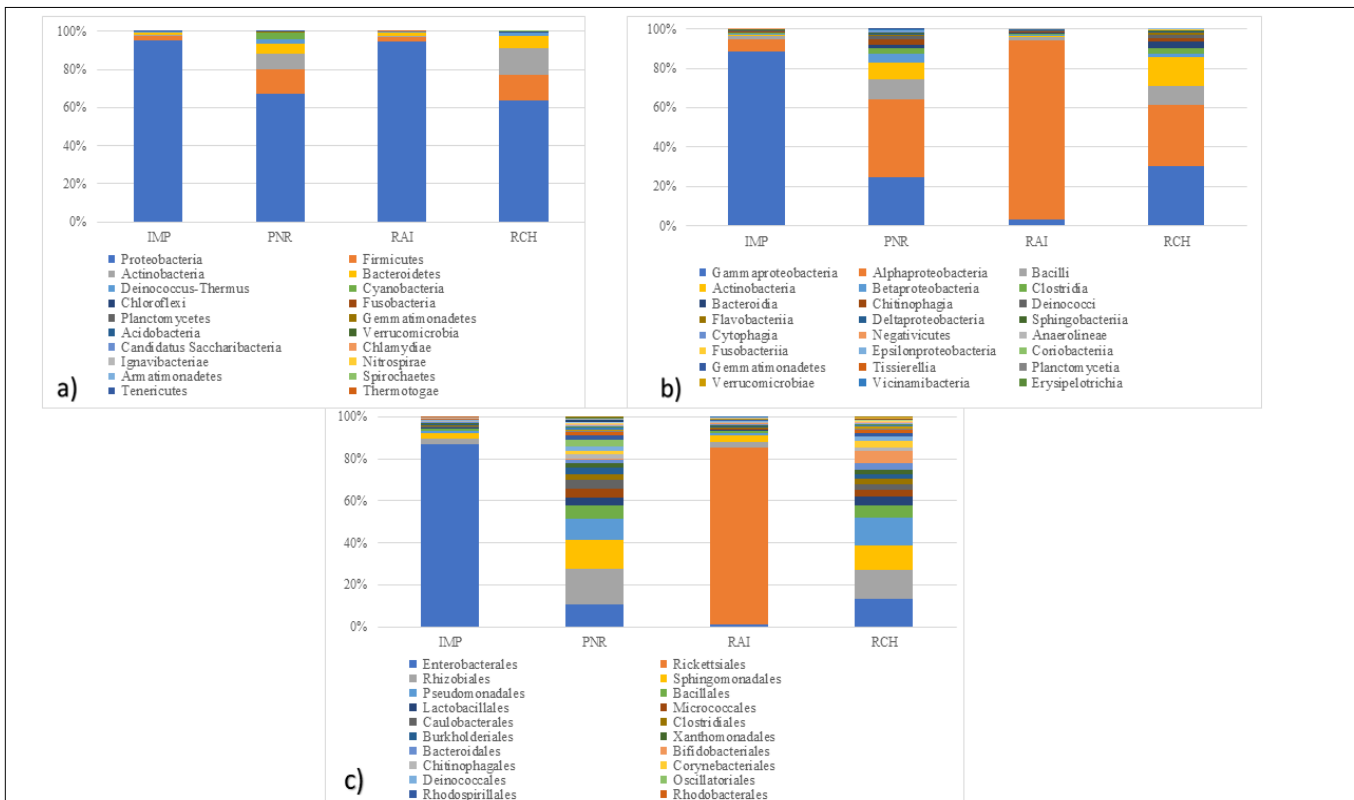 100%
80%
60%
40%
20%
0%
IMP PNR RAI RCH
Proteobacteria Firmicutes
Actinobacteria Bacteroidetes
Deinococcus-Thermus Cyanobacteria
Chloroflexi Fusobacteria
Planctomycetes Gemmatimonadetes
Acidobacteria Verrucomicrobia
Candidatus Saccharibacteria Chlamydiae
Ignavibacteriae Nitrospirae
Armatimonadetes Spirochaetes
Tenericutes Thermotogae
a)
100%
80%
60%
40%
20%
0%
IMP PNR RAI RCH
Gammaproteobacteria Alphaproteobacteria Bacilli
Actinobacteria Betaproteobacteria Clostridia
Bacteroidia Chitinophagia Deinococci
Flavobacteriia Deltaproteobacteria Sphingobacteriia
Cytophagia Negativicutes Anaerolineae
Fusobacteriia Epsilonproteobacteria Coriobacteriia
Gemmatimonadetes Tissierellia Planctomycetia
Verrucomicrobiae Vicinamibacteria Erysipelotrichia
b)
100%
80%
60%
40%
20%
0%
IMP PNR RAI RCH
Enterobacterales Rickettsiales
Rhizobiales Sphingomonadales
Pseudomonadales Bacillales
Lactobacillales Micrococcales
Caulobacterales Clostridiales
Burkholderiales Xanthomonadales
Bacteroidales Bifidobacteriales
Chitinophagales Corynebacteriales
Deinococcales Oscillatoriales
Rhodospirillales Rhodobacterales
c)